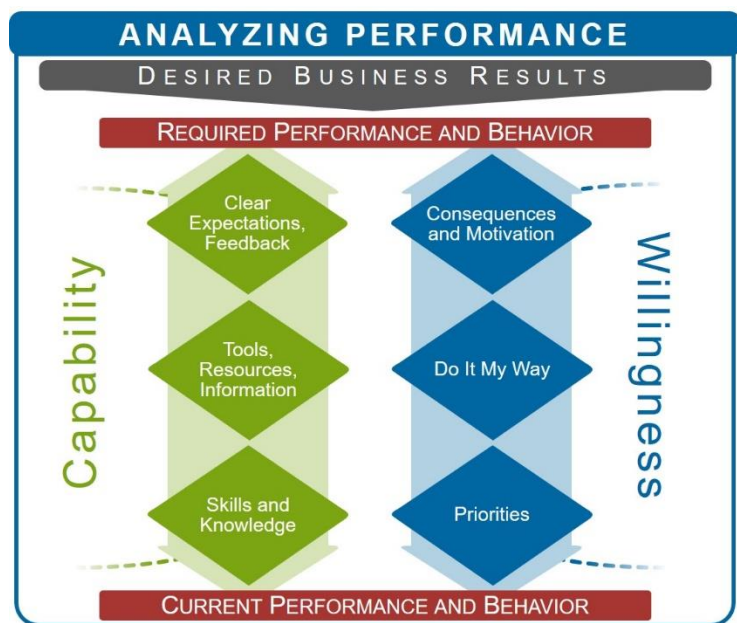 ANALYZING PERFORMANCE
DESIRED BUSINESS RESULTS
REQUIRED PERFORMANCE AND BEHAVIOR
Capability
Clear
Expectations,
Feedback
Tools,
Resources,
Information
Skills and
Knowledge
Consequences
and Motivation
Do It My Way
Priorities
Willingness
CURRENT PERFORMANCE AND BEHAVIOR